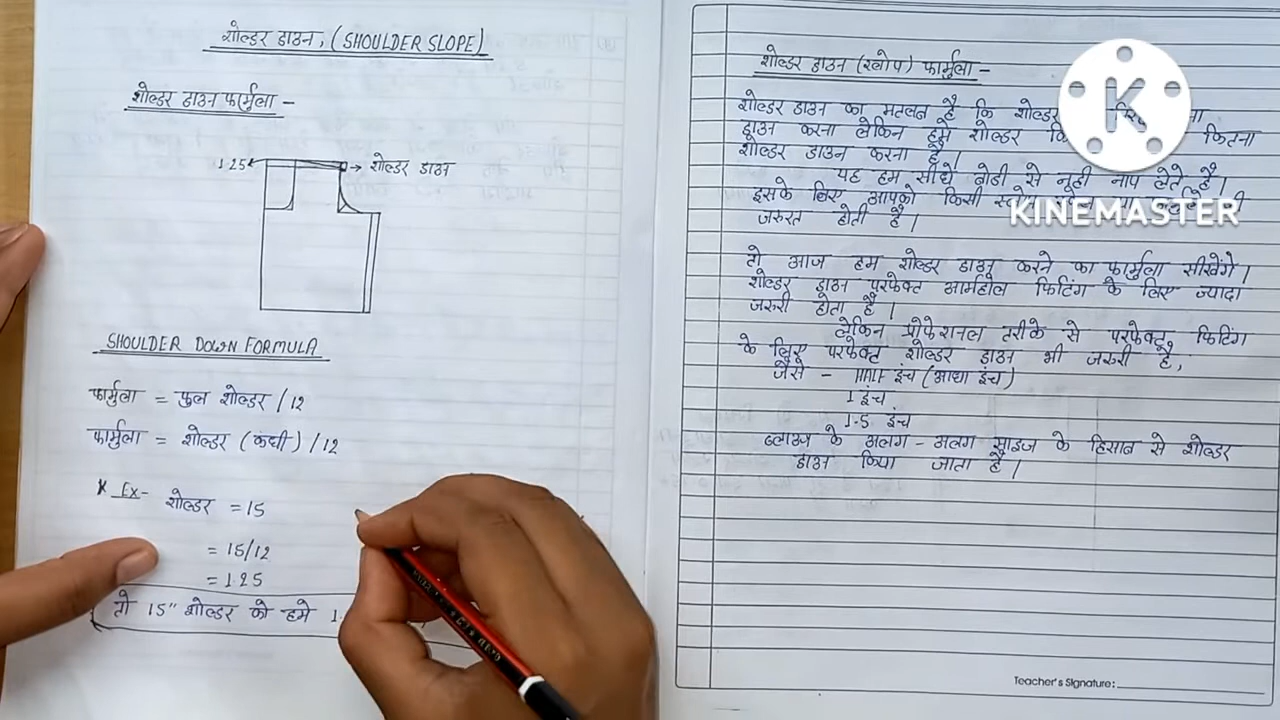 शोल्डर डाउन, (SHOULDER SLOPE)
शोल्डर डाउन फार्मुला -
1.25
शोल्डर डाउन
SHOULDER DOWN FORMULA
फार्मुला = फुल शोल्डर / 12
फार्मुला = शोल्डर (कंधी) / 12
Ex- शोल्डर = 15
= 15/12
= 1.25
तो 15" शोल्डर को हमे 1.
शोल्डर डाउन (स्लोप) फार्मुला -
शोल्डर डाउन का मतलब है कि शोल्डर
डाउन करना लेकिन हमे शोल्डर कितना
शोल्डर डाउन करना है।
यह हम सीधे बोडी से नही नाप लेते है।
इसके लिए आपको किसी
जरुरत होती है।
तो आज हम शोल्डर डाउन करने का फार्मुला सीखेंगे।
शोल्डर डाउन परफेक्ट आर्महोल फिटिंग के लिए ज्यादा
जरुरी होता है।
लेकिन प्रोफेशनल तरीके से परफेक्ट फिटिंग
के लिए परफेक्ट शोल्डर डाउन भी जरुरी है,
जैसे - इंच (आधा इंच)
1 इंच
1.5 इंच
ब्लाउज के अलग - अलग साइज के हिसाब से शोल्डर
डाउन किया जाता है।
Teacher's Signature:
K
KINEMASTER